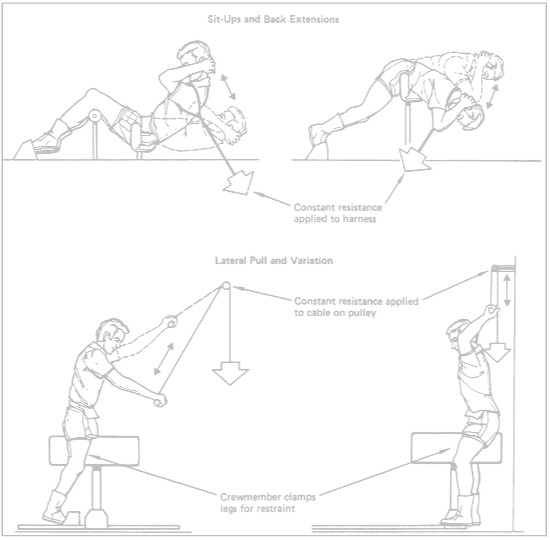 Sit-Ups and Back Extensions
Constant resistance
applied to harness
Lateral Pull and Variation
Constant resistance applied
to cable on pulley
Crewmember clamps
legs for restraint